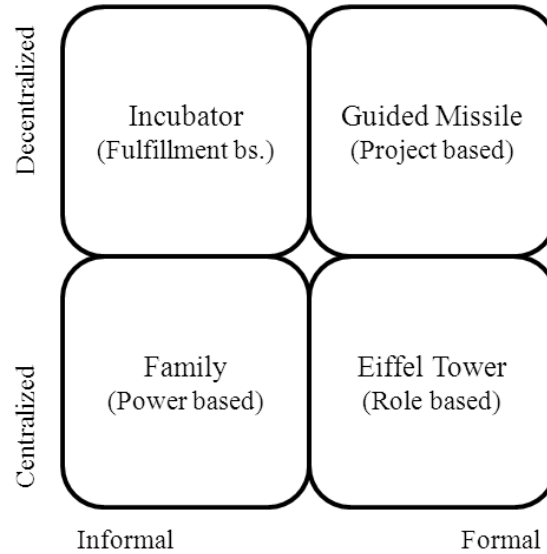 Decentralized
Incubator
(Fulfillment bs.)
Guided Missile
(Project based)
Centralized
Family
(Power based)
Eiffel Tower
(Role based)
Informal
Formal